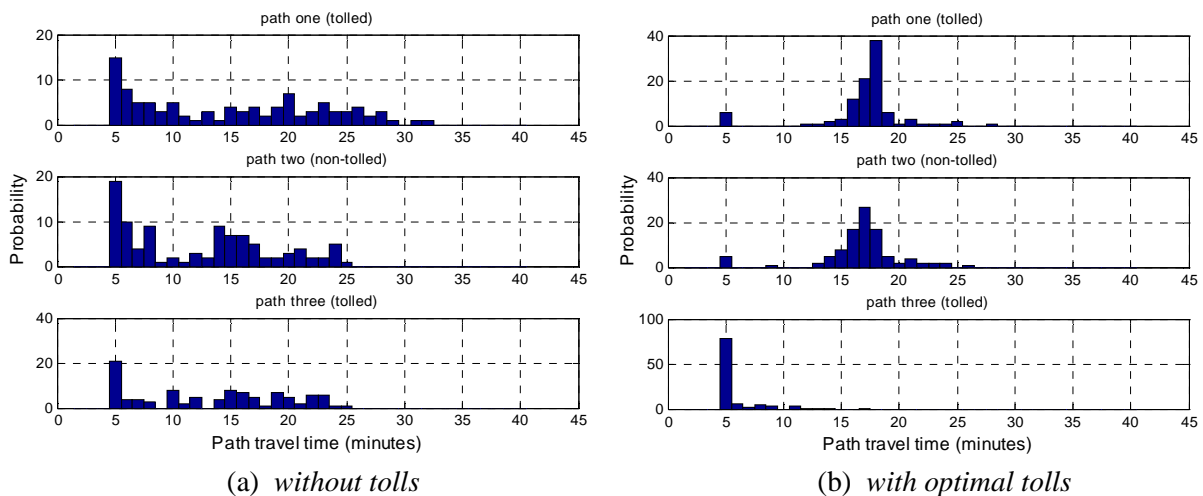 path one (tolled)
20
10
0
0 5 10 15 20 25 30 35 40 45
path two (non-tolled)
20
10
0
0 5 10 15 20 25 30 35 40 45
Probability
path three (tolled)
40
20
0
0 5 10 15 20 25 30 35 40 45
Path travel time (minutes)
(a) without tolls
path one (tolled)
40
20
0
0 5 10 15 20 25 30 35 40 45
path two (non-tolled)
40
20
0
0 5 10 15 20 25 30 35 40 45
Probability
path three (tolled)
100
50
0
0 5 10 15 20 25 30 35 40 45
Path travel time (minutes)
(b) with optimal tolls